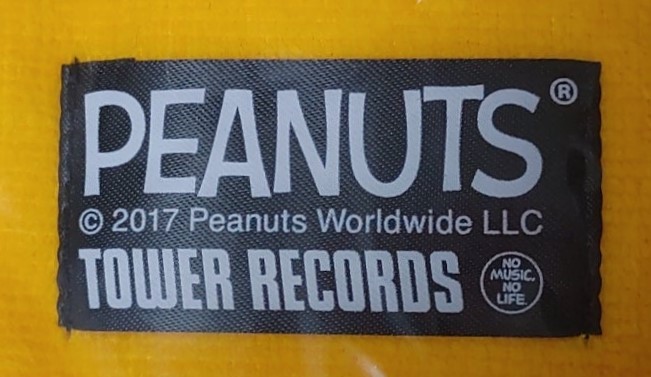 PEANUTS®
© 2017 Peanuts Worldwide LLC
TOWER RECORDS
NO
MUSIC.
NO
LIFE.